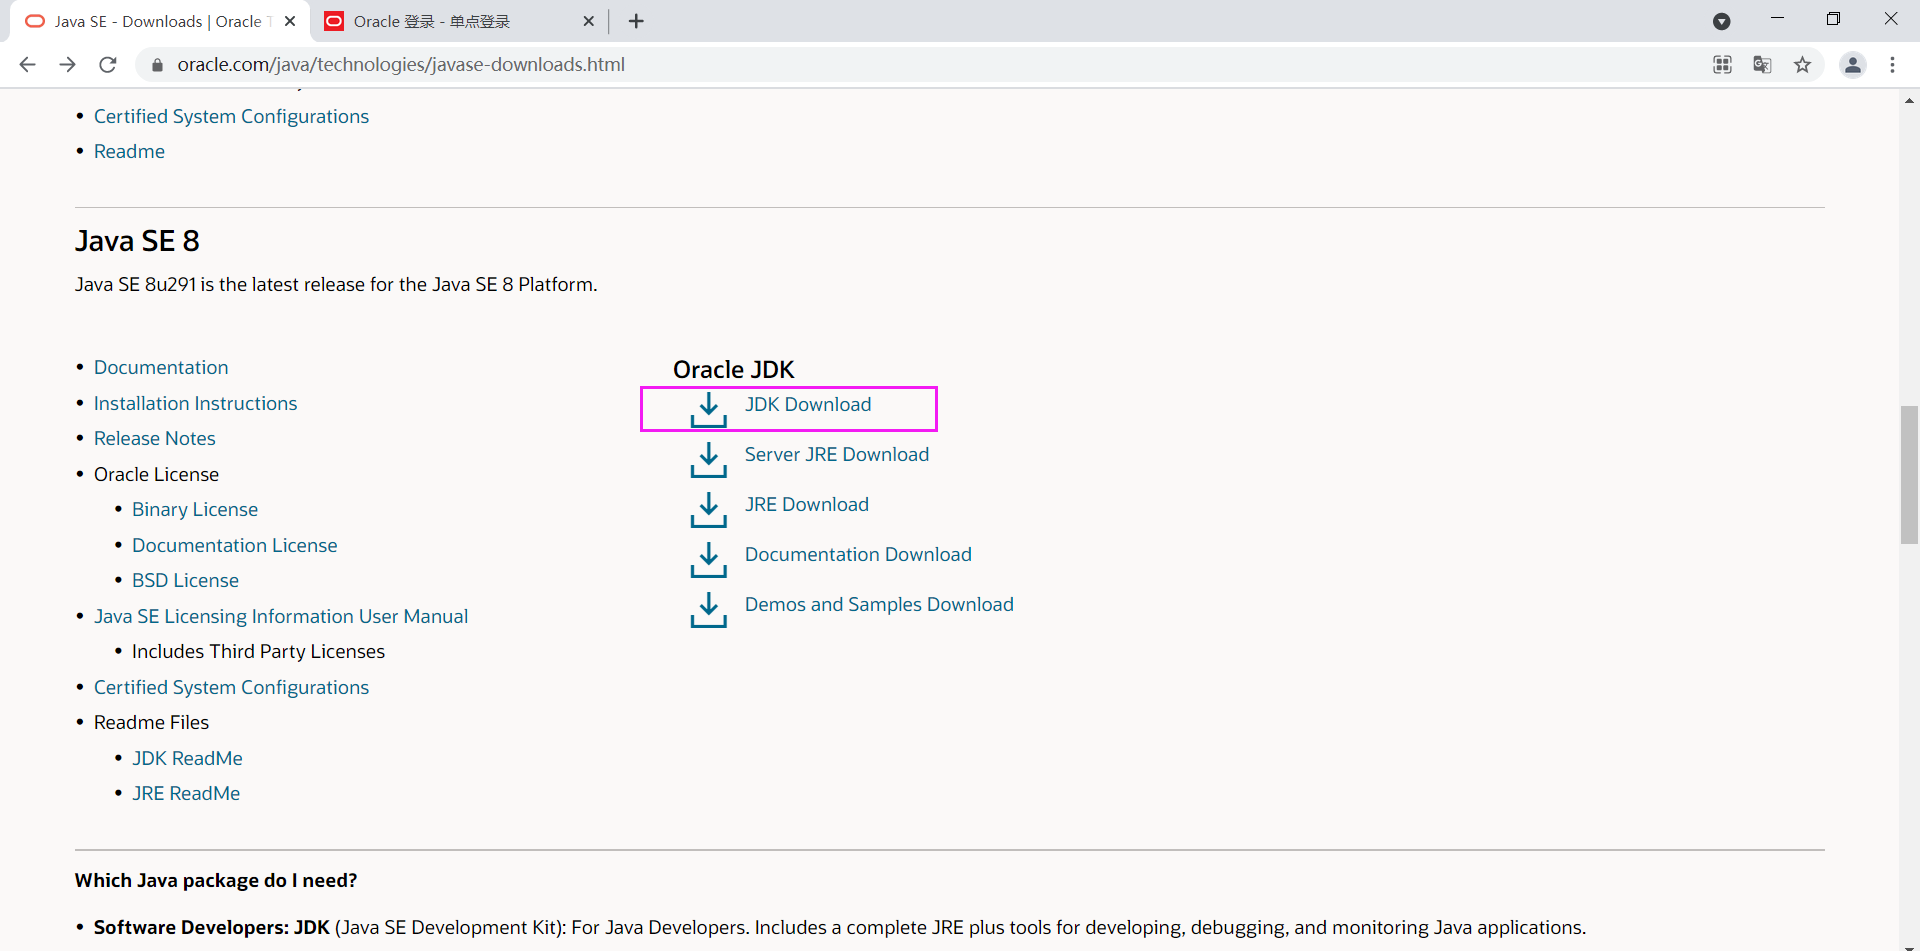 Java SE - Downloads | Oracle T
Oracle 登录 - 单点登录
oracle.com/java/technologies/javase-downloads.html
Certified System Configurations
Readme
Java SE 8
Java SE 8u291 is the latest release for the Java SE 8 Platform.
Documentation
Installation Instructions
Release Notes
Oracle License
Binary License
Documentation License
BSD License
Java SE Licensing Information User Manual
Includes Third Party Licenses
Certified System Configurations
Readme Files
JDK ReadMe
JRE ReadMe
Oracle JDK
JDK Download
Server JRE Download
JRE Download
Documentation Download
Demos and Samples Download
Which Java package do I need?
Software Developers: JDK (Java SE Development Kit): For Java Developers. Includes a complete JRE plus tools for developing, debugging, and monitoring Java applications.